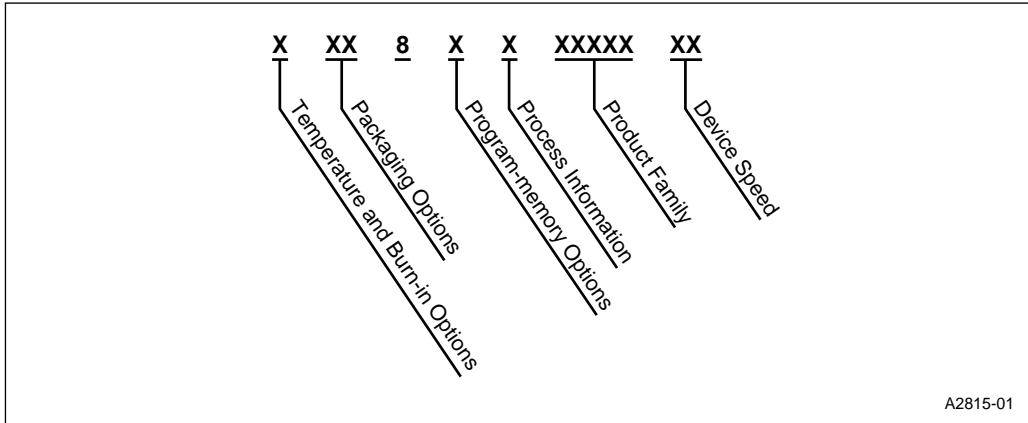 X XX 8 X X XXXXX XX
Temperature and Burn-in Options
Packaging Options
Program-memory Options
Process Information
Product Family
Device Speed
A2815-01